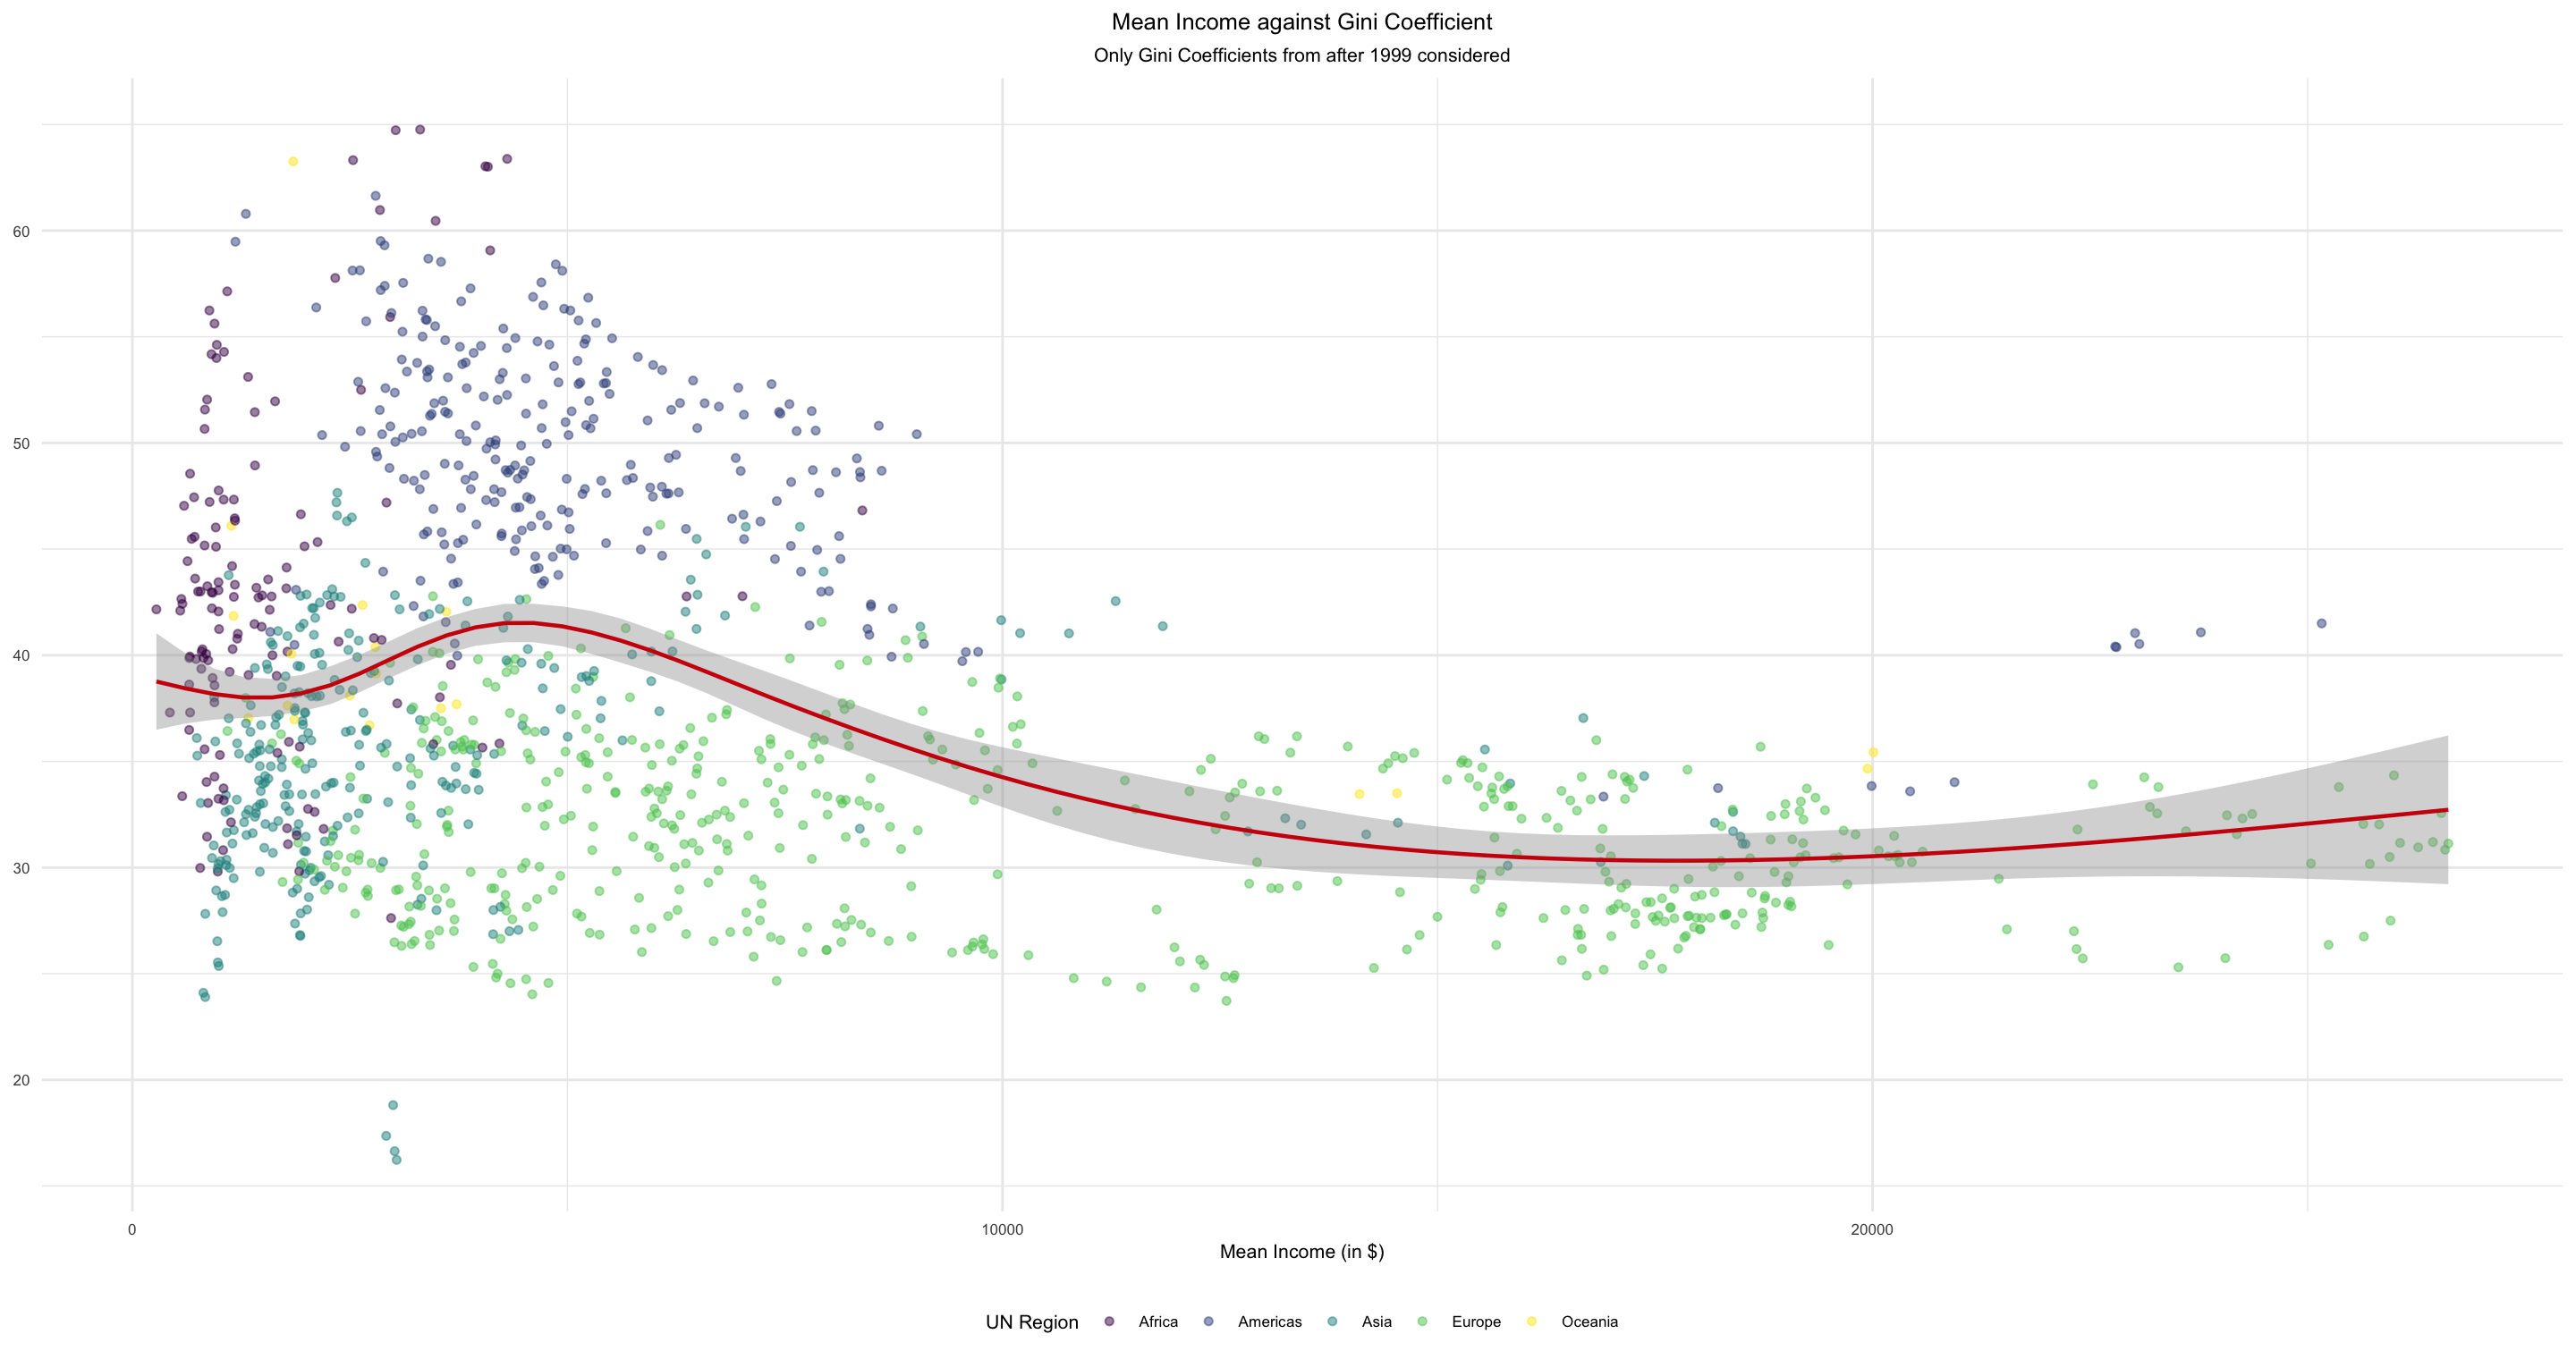 Mean Income against Gini Coefficient
Only Gini Coefficients from after 1999 considered
60
50
40
30
20
0 10000 20000
Mean Income (in $)
UN Region Africa Americas Asia Europe Oceania